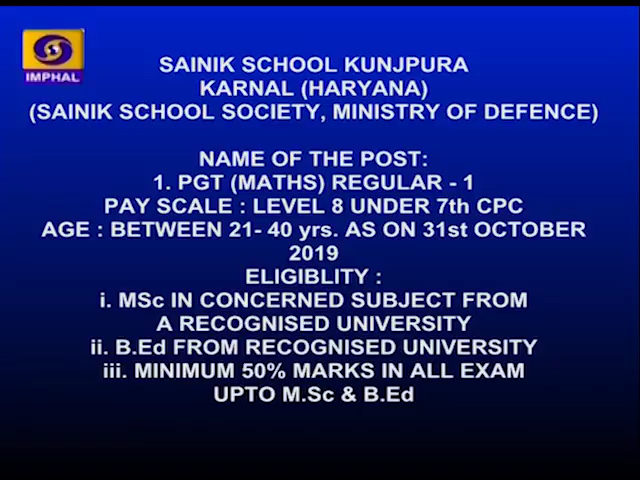 IMPHAL
SAINIK SCHOOL KUNJPURA
KARNAL (HARYANA)
(SAINIK SCHOOL SOCIETY, MINISTRY OF DEFENCE)
NAME OF THE POST:
1. PGT (MATHS) REGULAR - 1
PAY SCALE : LEVEL 8 UNDER 7th CPC
AGE : BETWEEN 21- 40 yrs. AS ON 31st OCTOBER
2019
ELIGIBLITY :
i. MSc IN CONCERNED SUBJECT FROM
A RECOGNISED UNIVERSITY
ii. B.Ed FROM RECOGNISED UNIVERSITY
iii. MINIMUM 50% MARKS IN ALL EXAM
UPTO M.Sc & B.Ed